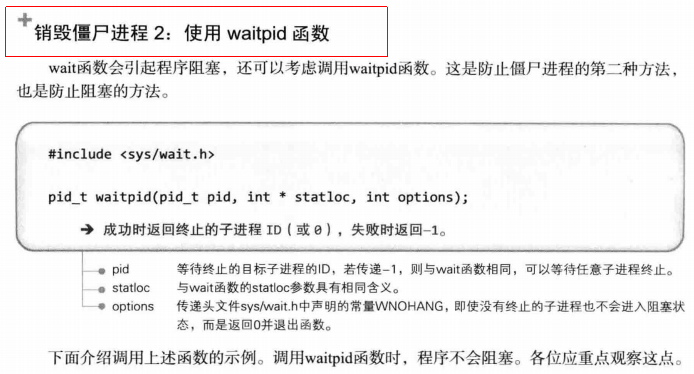 销毁僵尸进程 2：使用 waitpid 函数
wait函数会引起程序阻塞，还可以考虑调用waitpid函数。这是防止僵尸进程的第二种方法，
也是防止阻塞的方法。
#include <sys/wait.h>
pid_t waitpid(pid_t pid, int * statloc, int options);
➔ 成功时返回终止的子进程 ID（或 0），失败时返回–1。
pid 等待终止的目标子进程的ID，若传递–1，则与wait函数相同，可以等待任意子进程终止。
statloc 与wait函数的statloc参数具有相同含义。
options 传递头文件sys/wait.h中声明的常量WNOHANG，即使没有终止的子进程也不会进入阻塞状
态，而是返回0并退出函数。
下面介绍调用上述函数的示例。调用waitpid函数时，程序不会阻塞。各位应重点观察这点。